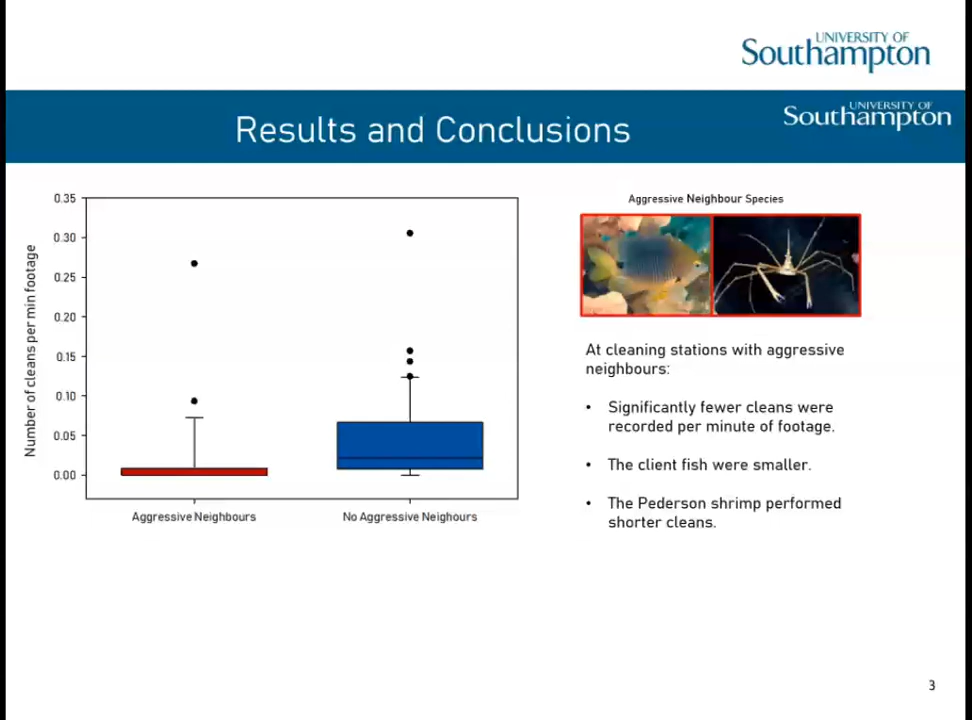 UNIVERSITY OF
Southampton
UNIVERSITY OF
Southampton
Results and Conclusions
0.35
0.30
0.25
0.20
0.15
0.10
0.05
0.00
Number of cleans per min footage
Aggressive Neighbours
No Aggressive Neighours
Aggressive Neighbour Species
At cleaning stations with aggressive
neighbours:
• Significantly fewer cleans were
recorded per minute of footage.
• The client fish were smaller.
• The Pederson shrimp performed
shorter cleans.
3